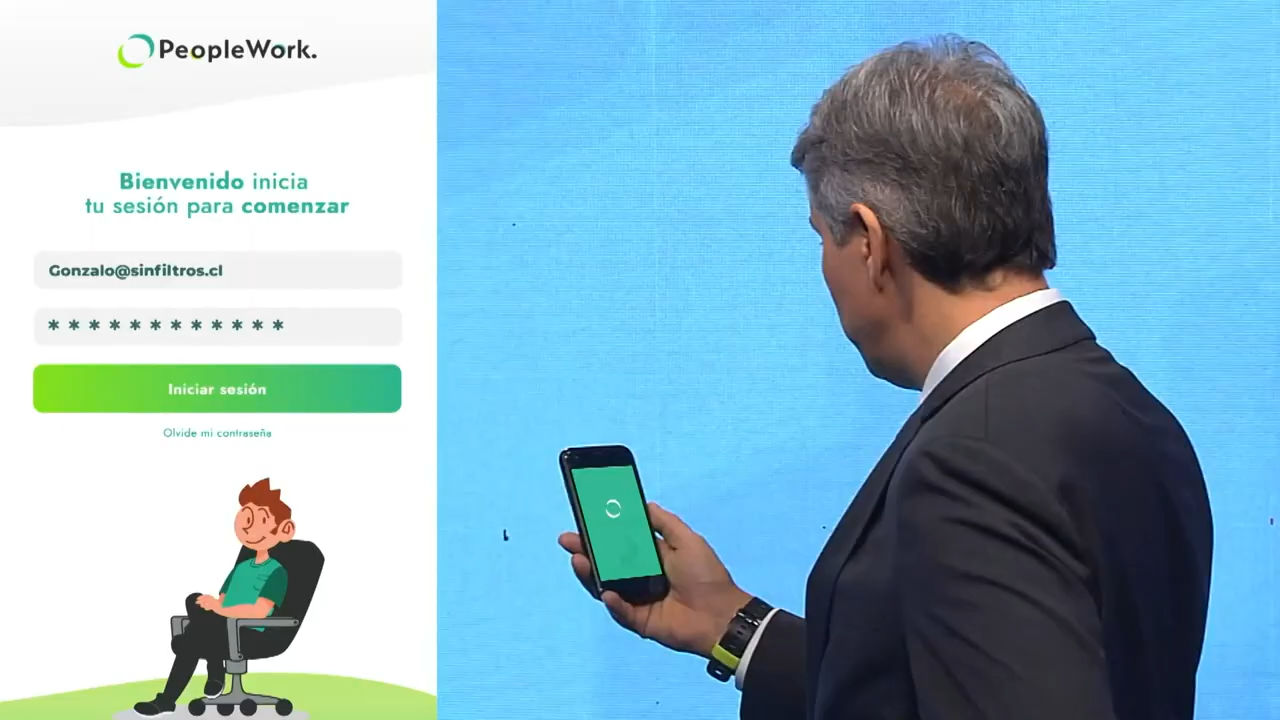 PeopleWork.
Bienvenido inicia
tu sesión para comenzar
Gonzalo@sinfiltros.cl
************
Iniciar sesión
Olvide mi contraseña